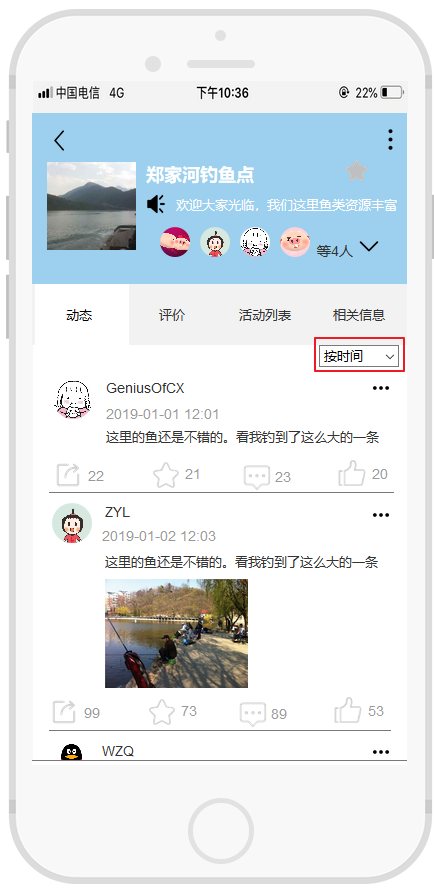 中国电信 4G 下午10:36 22%
郑家河钓鱼点
欢迎大家光临，我们这里鱼类资源丰富
等4人
动态 评价 活动列表 相关信息
按时间
GeniusOfCX
2019-01-01 12:01
这里的鱼还是不错的。看我钓到了这么大的一条
22 21 23 20
ZYL
2019-01-02 12:03
这里的鱼还是不错的。看我钓到了这么大的一条
99 73 89 53
WZQ